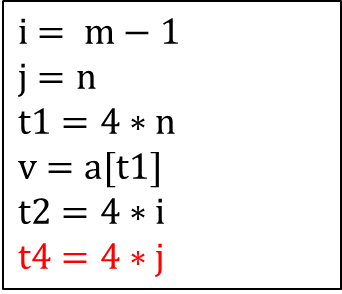 i = m − 1
j = n
t1 = 4 ∗ n
v = a[t1]
t2 = 4 ∗ i
t4 = 4 ∗ j